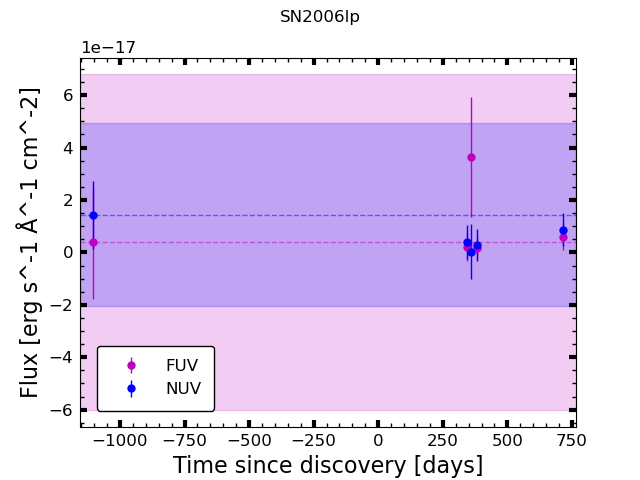 SN2006lp
1e−17
6
4
2
0
−2
−4
−6
Flux [erg s^-1 Å^-1 cm^-2]
FUV
NUV
−1000 −750 −500 −250 0 250 500 750
Time since discovery [days]